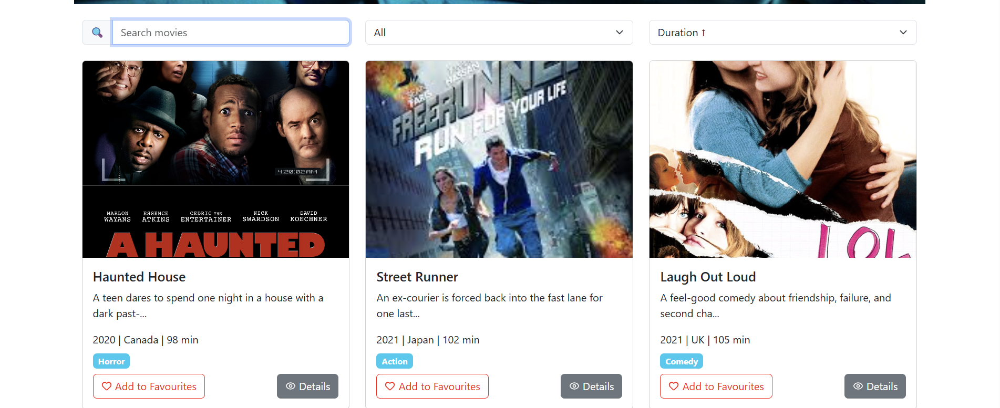 Search movies
All
Duration ↑
4:20:02 AM
MARLON WAYANS
ESSENCE ATKINS
CEDRIC THE ENTERTAINER
NICK SWARDSON
DAVID KOECHNER
A HAUNTED
HASSAN
TARIS
FREERUNNER
RUN FOR YOUR LIFE
LOL
Haunted House
A teen dares to spend one night in a house with a
dark past-...
2020 | Canada | 98 min
Horror
Add to Favourites
Details
Street Runner
An ex-courier is forced back into the fast lane for
one last...
2021 | Japan | 102 min
Action
Add to Favourites
Details
Laugh Out Loud
A feel-good comedy about friendship, failure, and
second cha...
2021 | UK | 105 min
Comedy
Add to Favourites
Details